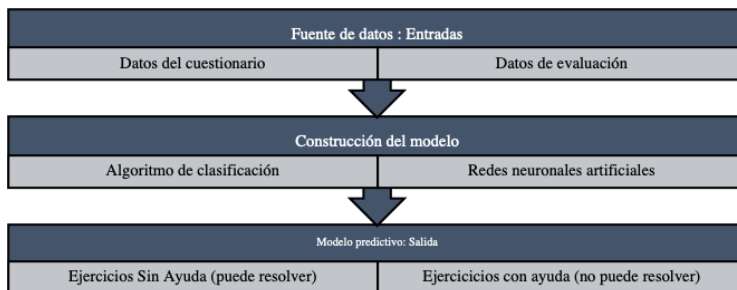 Fuente de datos : Entradas
Datos del cuestionario
Datos de evaluación
Construcción del modelo
Algoritmo de clasificación
Redes neuronales artificiales
Modelo predictivo: Salida
Ejercicios Sin Ayuda (puede resolver)
Ejercicicios con ayuda (no puede resolver)